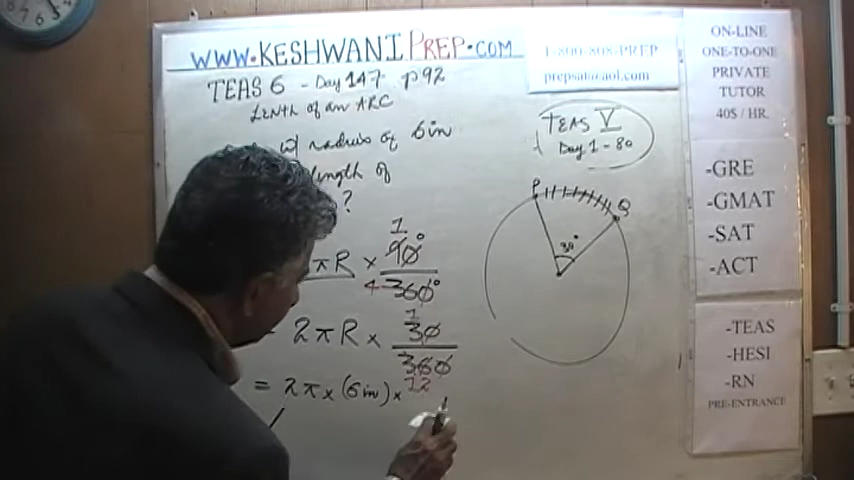 WWW.KESHWANIPREP.COM
TEAS 6 - Day 147 p92
LENTH OF AN ARC
w/ radius of 6in
length of
?
πR × 90° 1
4 360°
2πR × 30 1
360
= 2π × (6in) × 12
1-800-808-PREP
prepsat@aol.com
TEAS V
Day 1-80
P
Q
30°
ON-LINE
ONE-TO-ONE
PRIVATE
TUTOR
40$ / HR.
-GRE
-GMAT
-SAT
-ACT
-TEAS
-HESI
-RN
PRE-ENTRANCE